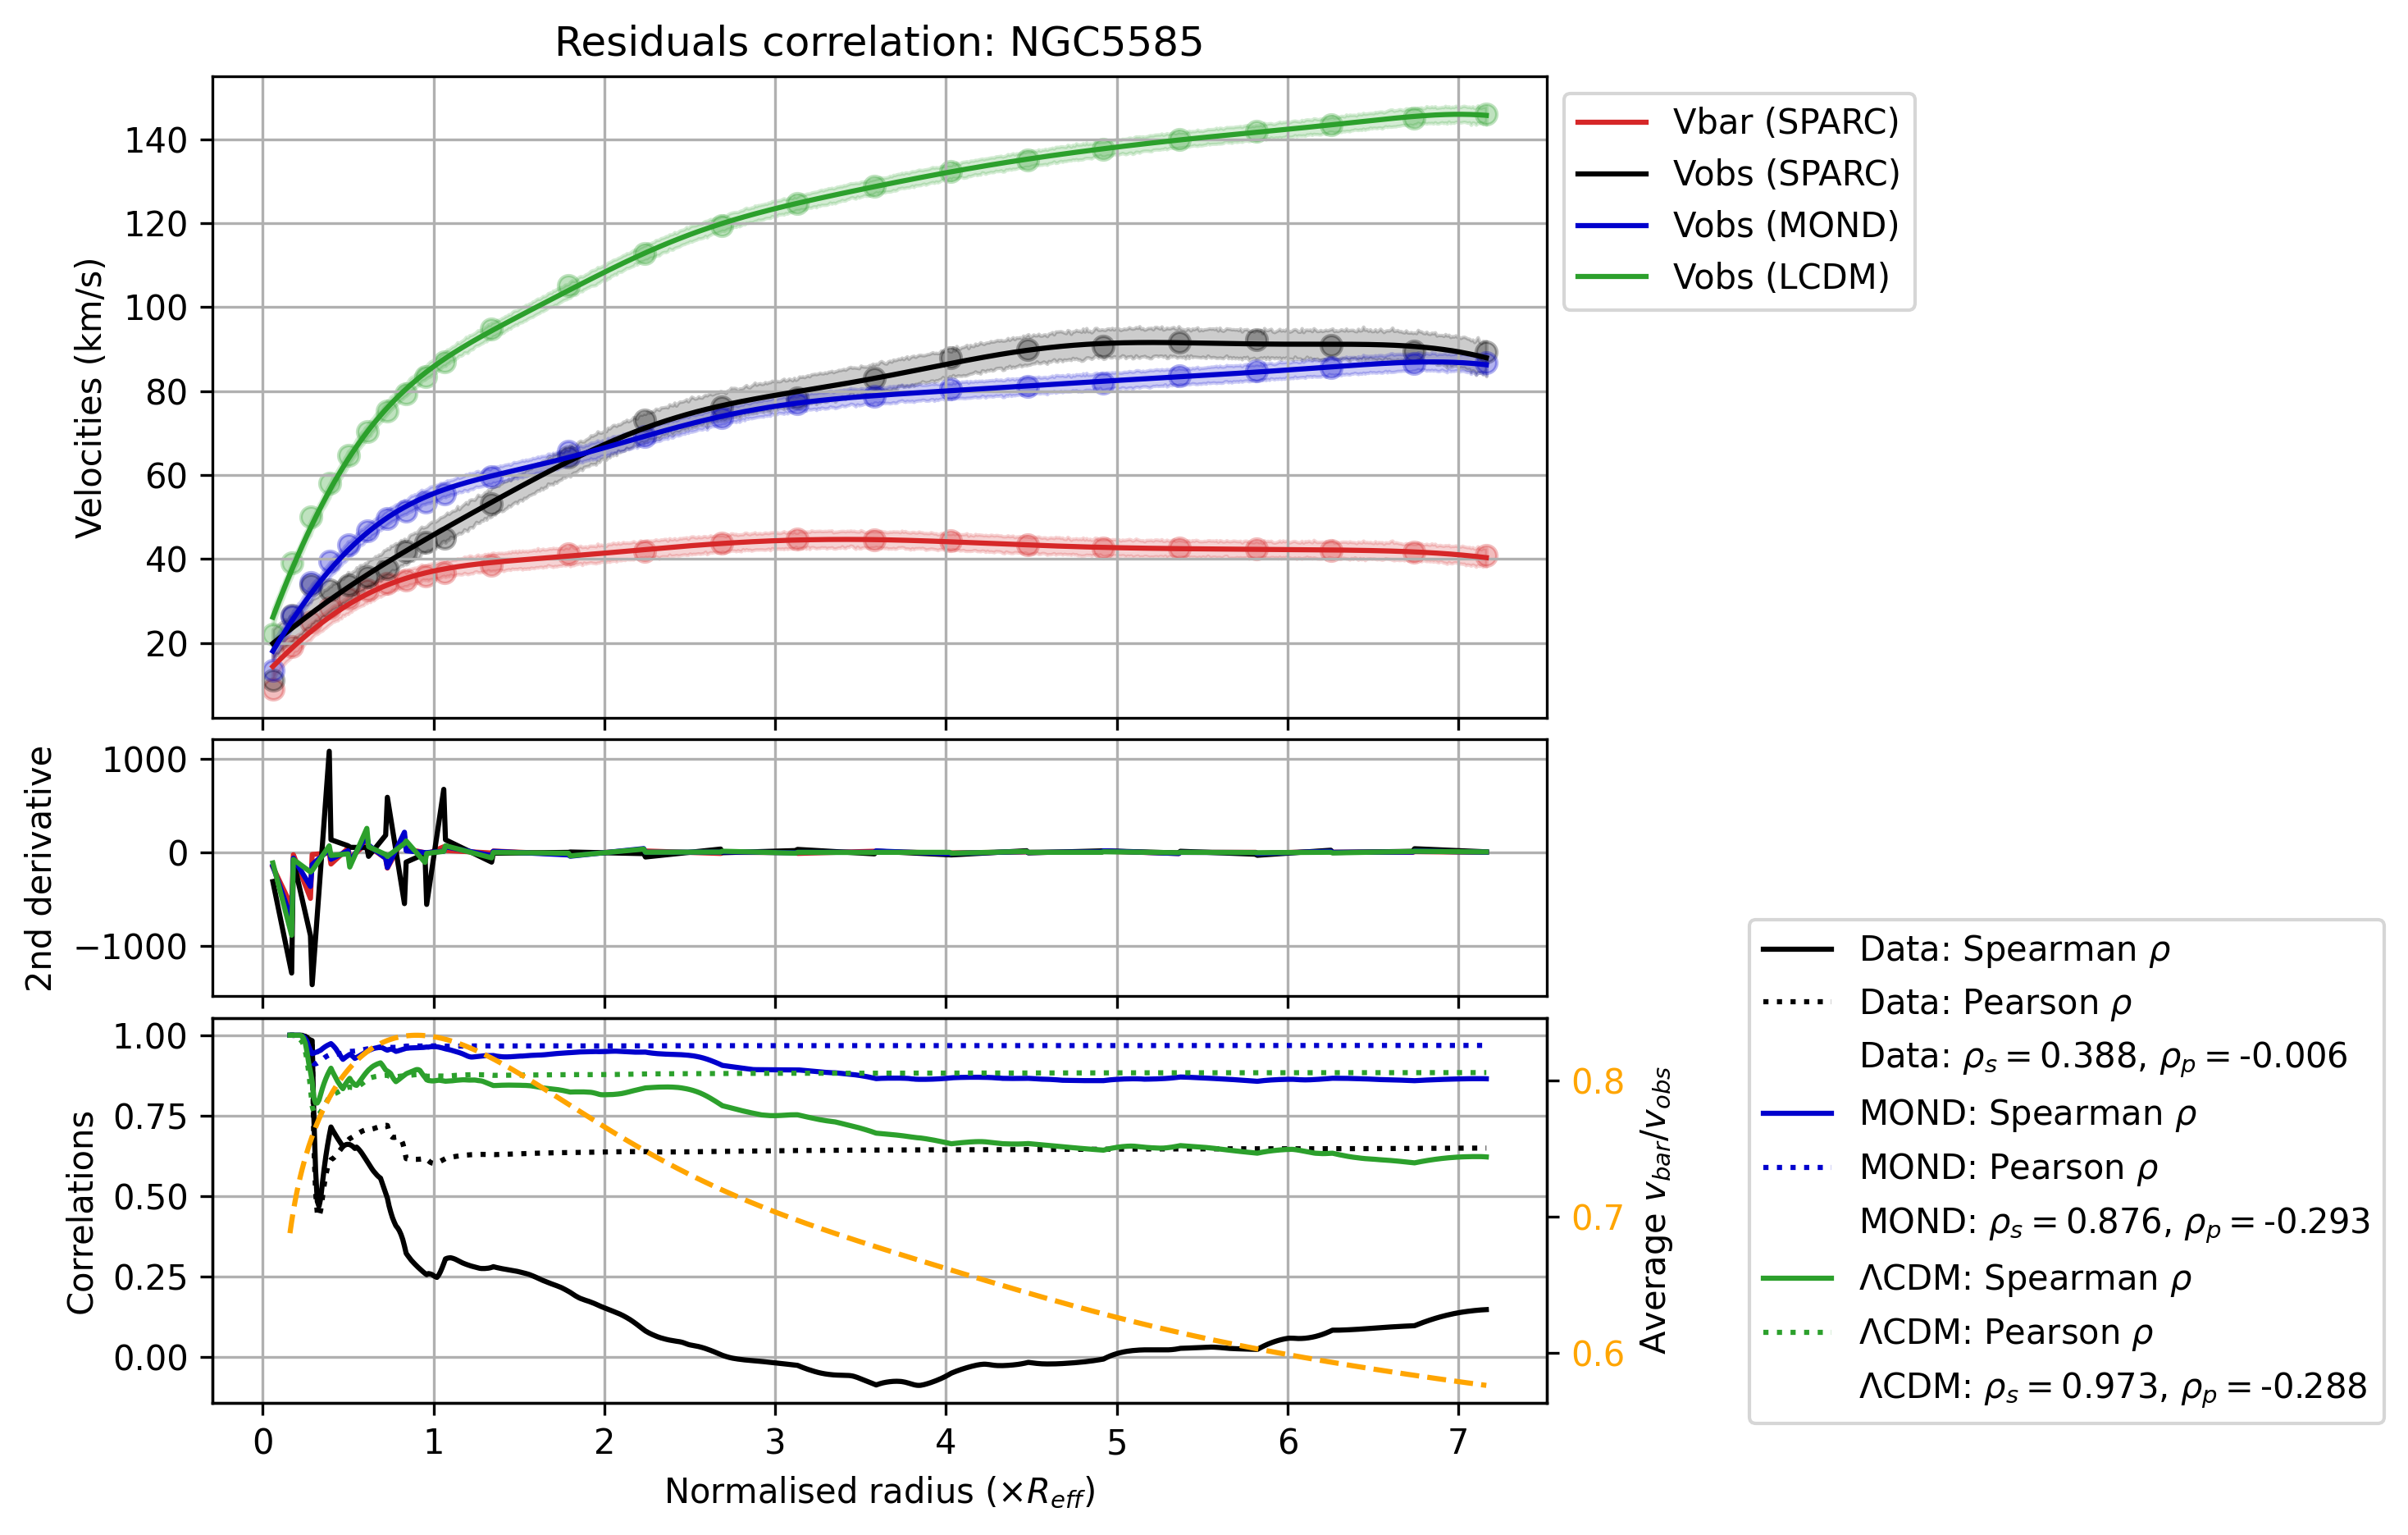 Residuals correlation: NGC5585
Velocities (km/s)
140
120
100
80
60
40
20
Vbar (SPARC)
Vobs (SPARC)
Vobs (MOND)
Vobs (LCDM)
2nd derivative
1000
0
−1000
Correlations
1.00
0.75
0.50
0.25
0.00
0.8
0.7
0.6
Average v_bar/v_obs
0 1 2 3 4 5 6 7
Normalised radius (×R_eff)
Data: Spearman ρ
Data: Pearson ρ
Data: ρ_s = 0.388, ρ_p = -0.006
MOND: Spearman ρ
MOND: Pearson ρ
MOND: ρ_s = 0.876, ρ_p = -0.293
ΛCDM: Spearman ρ
ΛCDM: Pearson ρ
ΛCDM: ρ_s = 0.973, ρ_p = -0.288